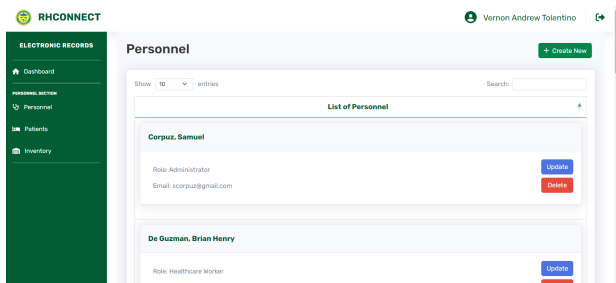 RHCONNECT
Vernon Andrew Tolentino
ELECTRONIC RECORDS
Dashboard
PERSONNEL SECTION
Personnel
Patients
Inventory
Personnel
+ Create New
Show 10 entries
Search:
List of Personnel
Corpuz, Samuel
Role: Administrator
Email: scorpuz@gmail.com
Update
Delete
De Guzman, Brian Henry
Role: Healthcare Worker
Update